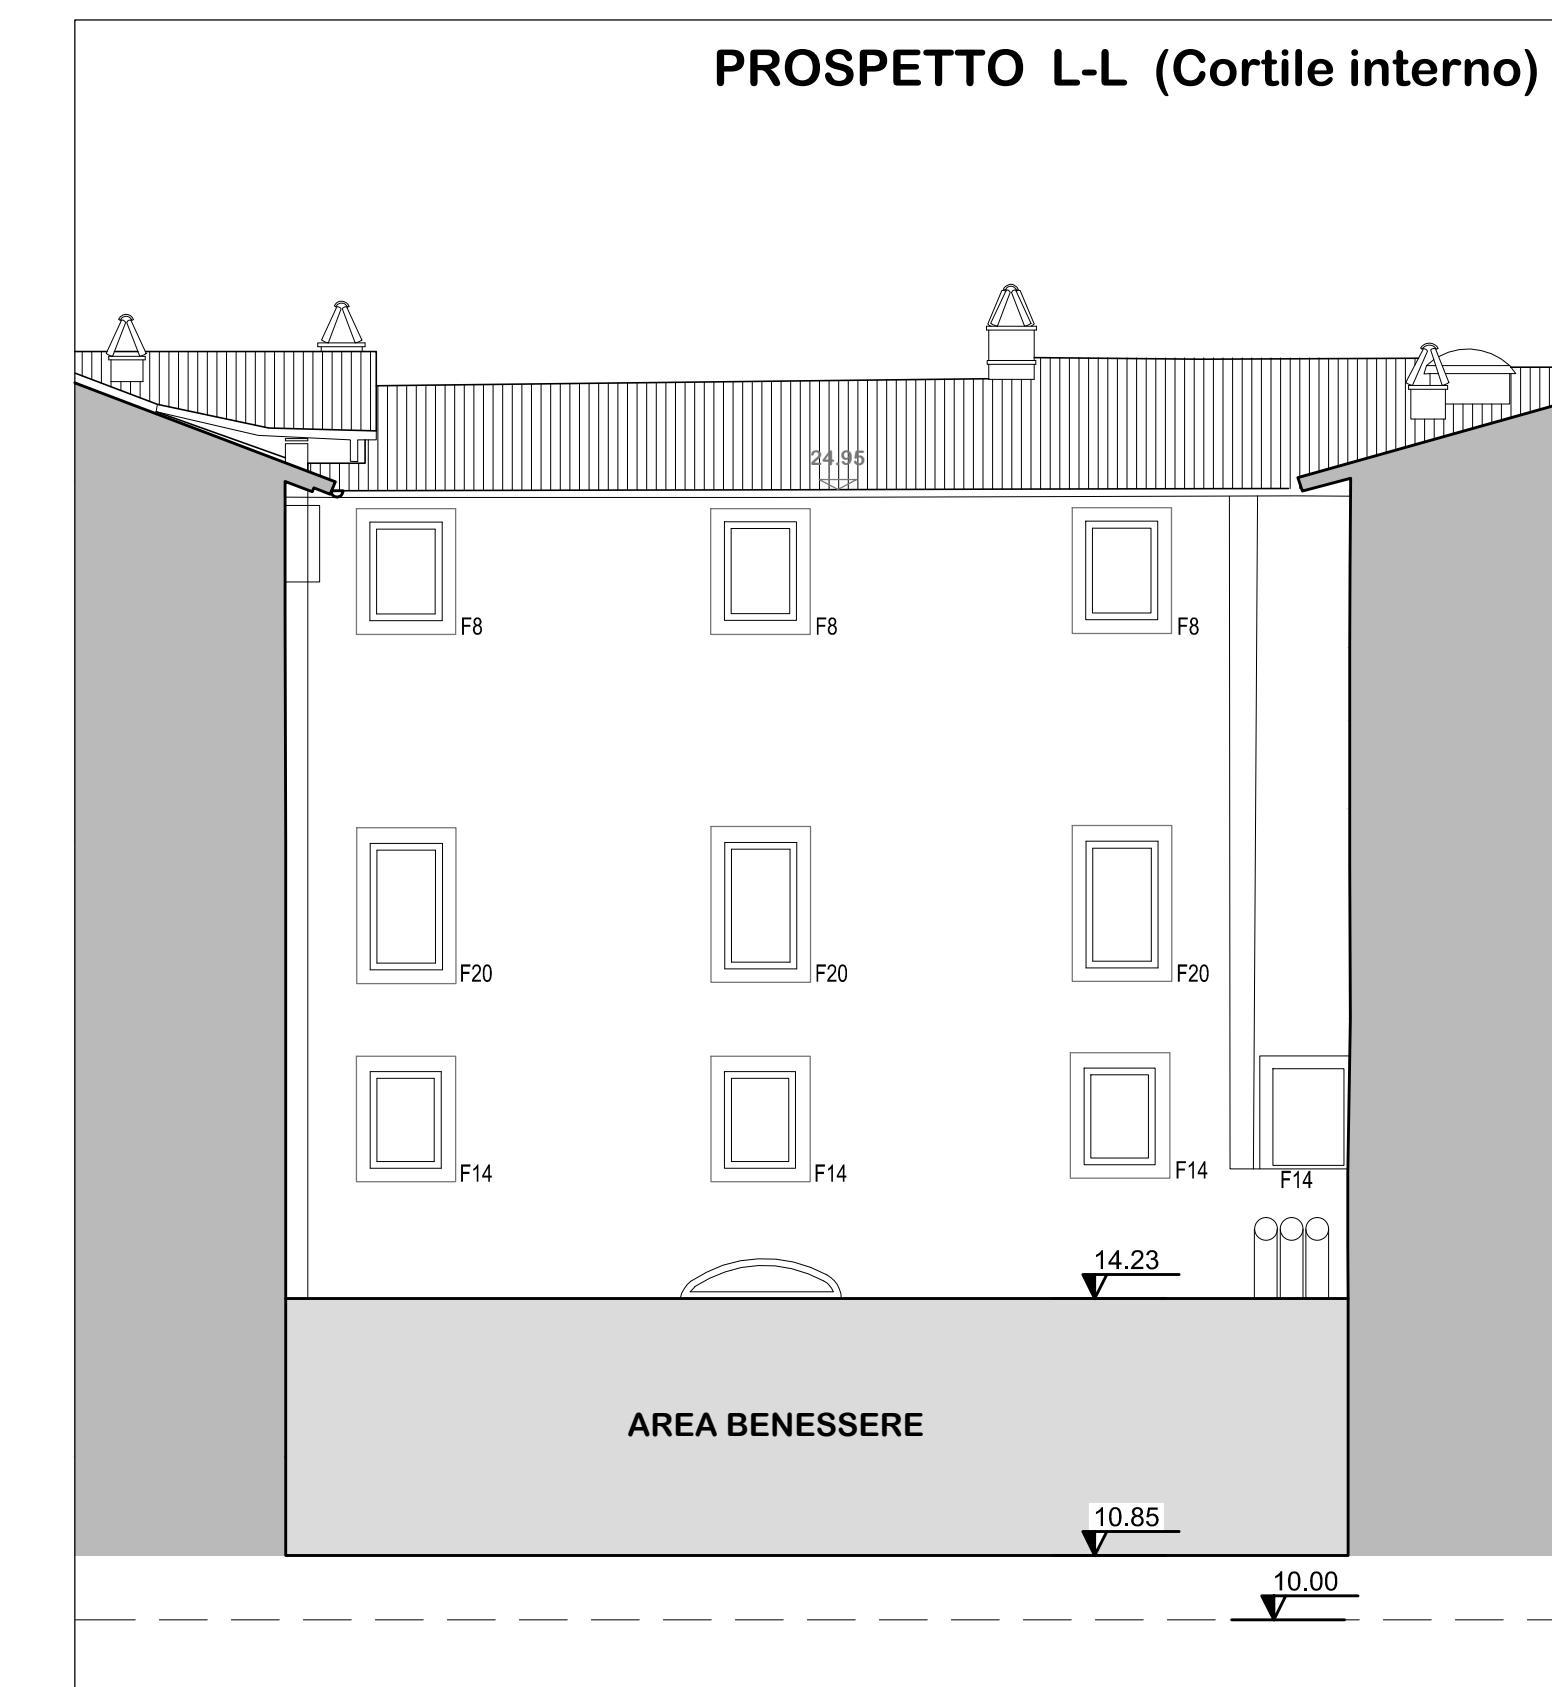 PROSPETTO L-L (Cortile interno)
24.95
F8 F8 F8
F20 F20 F20
F14 F14 F14 F14
14.23
AREA BENESSERE
10.85
10.00